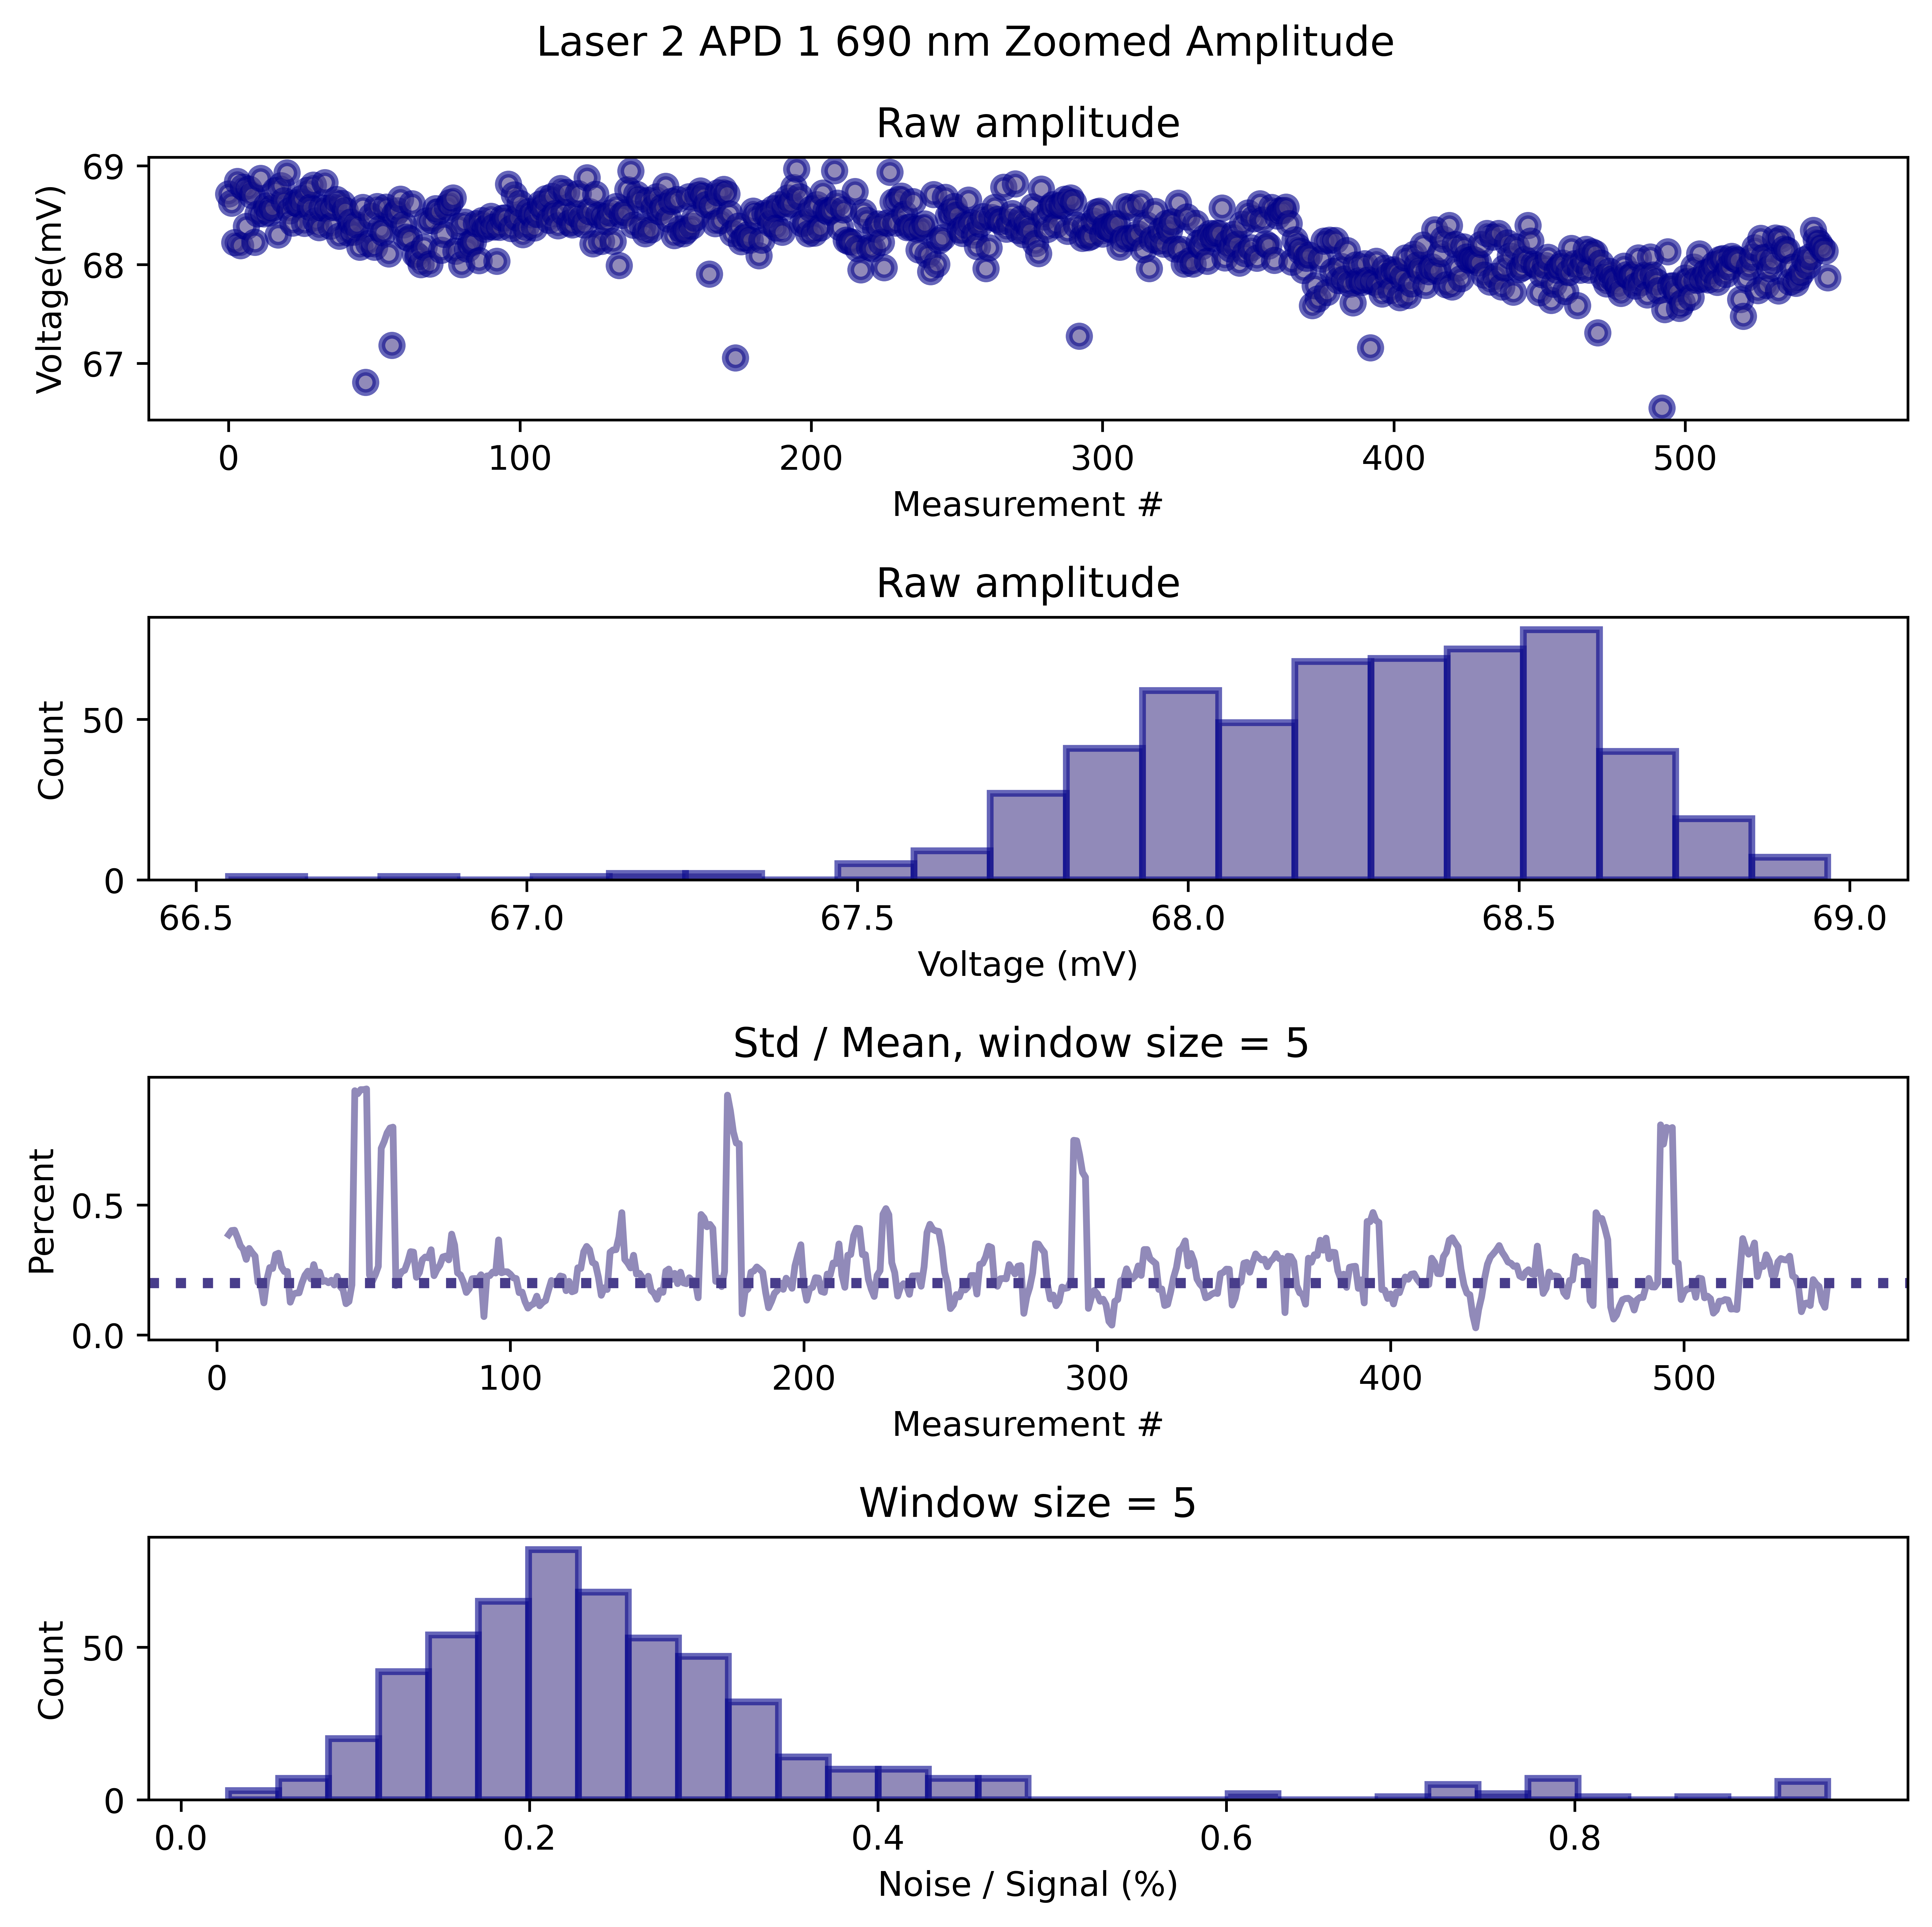 Laser 2 APD 1 690 nm Zoomed Amplitude
Raw amplitude
Voltage(mV)
69
68
67
0 100 200 300 400 500
Measurement #
Raw amplitude
Count
50
0
66.5 67.0 67.5 68.0 68.5 69.0
Voltage (mV)
Std / Mean, window size = 5
Percent
0.5
0.0
0 100 200 300 400 500
Measurement #
Window size = 5
Count
50
0
0.0 0.2 0.4 0.6 0.8
Noise / Signal (%)